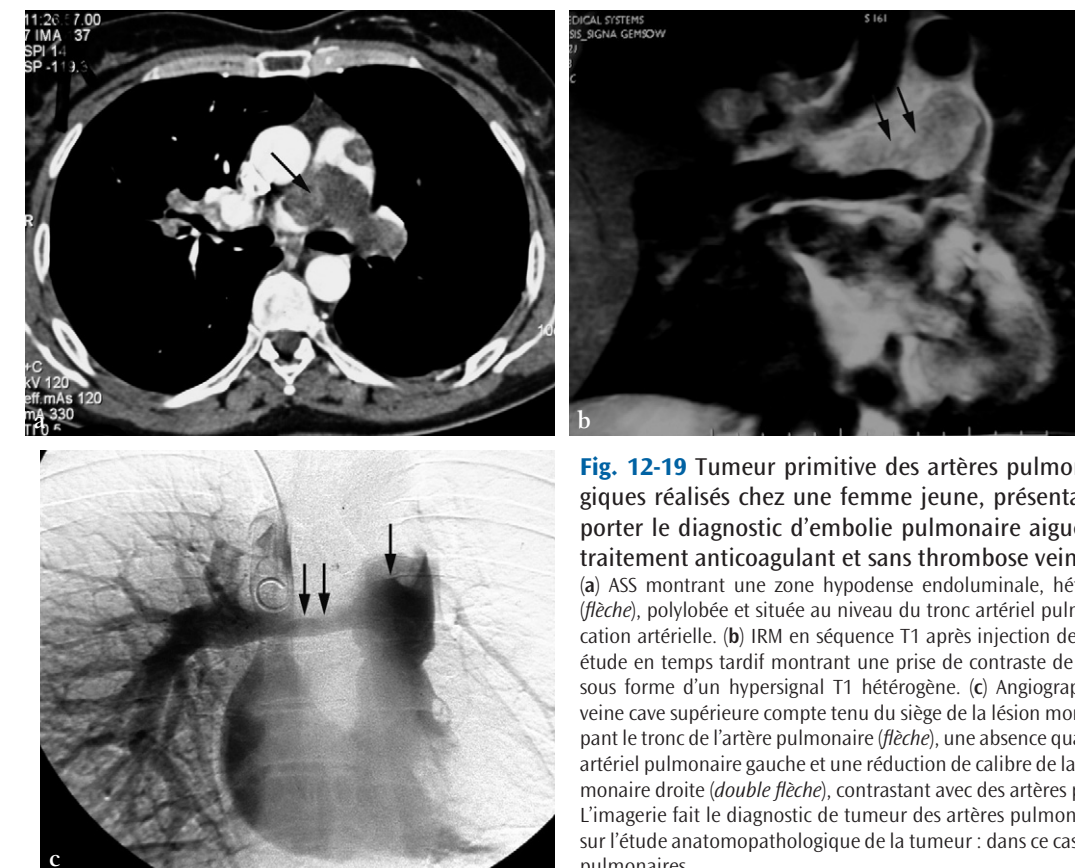 11:26:57.00
7 IMA 37
SPI 14
SP -119.
R
+C
kV 120
eff.mAs 120
mA 330
a
EDICAL SYSTEMS
SIS_SIGNA GEMSOW
S 161
b
c
Fig. 12-19 Tumeur primitive des artères pulmo
giques réalisés chez une femme jeune, présenta
porter le diagnostic d'embolie pulmonaire aigu
traitement anticoagulant et sans thrombose vein
(a) ASS montrant une zone hypodense endoluminale, hé
(flèche), polylobée et située au niveau du tronc artériel pul
cation artérielle. (b) IRM en séquence T1 après injection de
étude en temps tardif montrant une prise de contraste de
sous forme d'un hypersignal T1 hétérogène. (c) Angiograp
veine cave supérieure compte tenu du siège de la lésion mo
pant le tronc de l'artère pulmonaire (flèche), une absence qu
artériel pulmonaire gauche et une réduction de calibre de la
monaire droite (double flèche), contrastant avec des artères p
L'imagerie fait le diagnostic de tumeur des artères pulmon
sur l'étude anatomopathologique de la tumeur : dans ce cas
pulmonaires